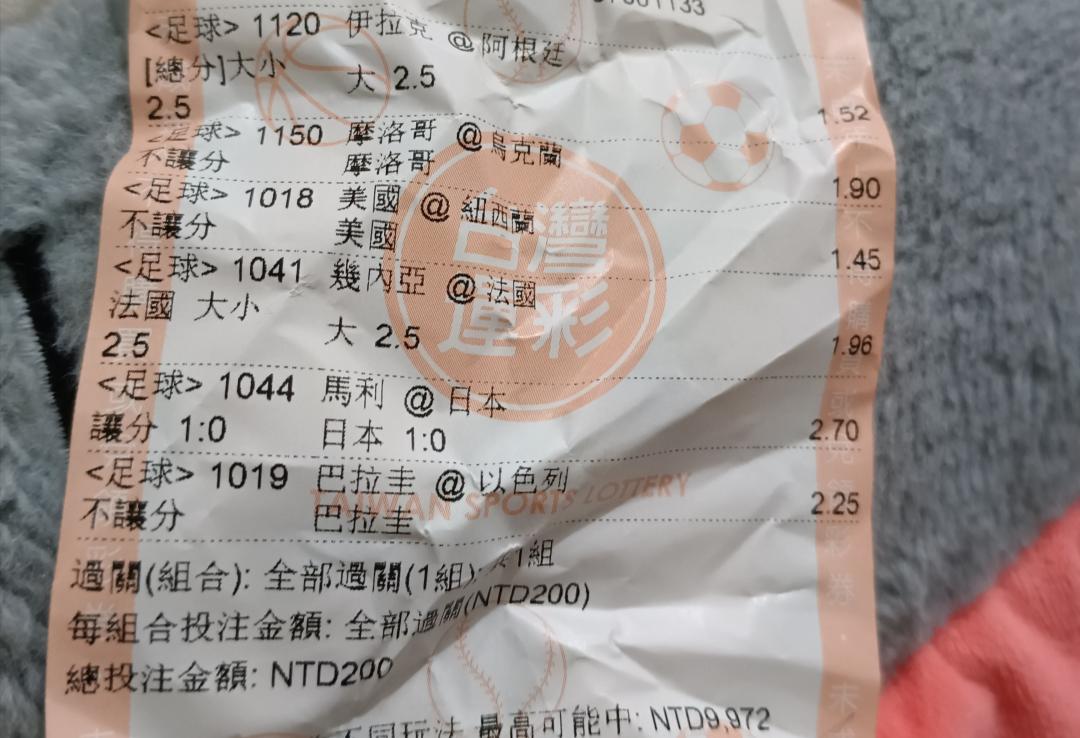 <足球> 1120 伊拉克 @ 阿根廷
[總分]大小 大 2.5
2.5 1.52
<足球> 1150 摩洛哥 @ 烏克蘭
不讓分 摩洛哥 1.90
<足球> 1018 美國 @ 紐西蘭
不讓分 美國 1.45
<足球> 1041 幾內亞 @ 法國
法國 大小 大 2.5
2.5 1.96
<足球> 1044 馬利 @ 日本
讓分 1:0 日本 1:0 2.70
<足球> 1019 巴拉圭 @ 以色列
不讓分 巴拉圭 2.25
過關(組合): 全部過關(1組); 1組
每組合投注金額: 全部過關(NTD200)
總投注金額: NTD200
不同玩法 最高可能中: NTD9,972
台灣
運彩
TAIWAN SPORTS LOTTERY